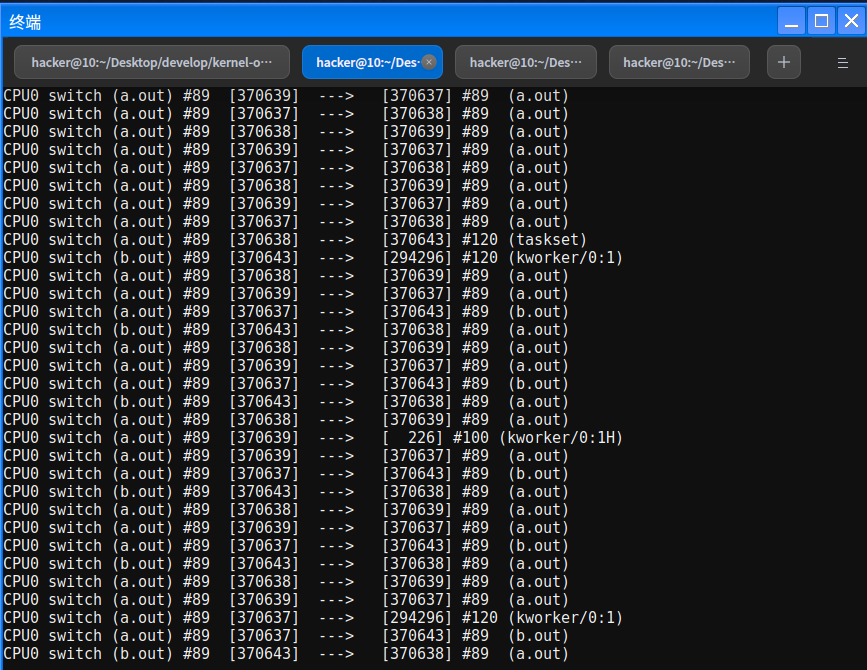 终端
hacker@10:~/Desktop/develop/kernel-o···
hacker@10:~/Des···
hacker@10:~/Des···
hacker@10:~/Des···
CPU0 switch (a.out) #89  [370639]  --->   [370637] #89  (a.out)
CPU0 switch (a.out) #89  [370637]  --->   [370638] #89  (a.out)
CPU0 switch (a.out) #89  [370638]  --->   [370639] #89  (a.out)
CPU0 switch (a.out) #89  [370639]  --->   [370637] #89  (a.out)
CPU0 switch (a.out) #89  [370637]  --->   [370638] #89  (a.out)
CPU0 switch (a.out) #89  [370638]  --->   [370639] #89  (a.out)
CPU0 switch (a.out) #89  [370639]  --->   [370637] #89  (a.out)
CPU0 switch (a.out) #89  [370637]  --->   [370638] #89  (a.out)
CPU0 switch (a.out) #89  [370638]  --->   [370643] #120 (taskset)
CPU0 switch (b.out) #89  [370643]  --->   [294296] #120 (kworker/0:1)
CPU0 switch (a.out) #89  [370638]  --->   [370639] #89  (a.out)
CPU0 switch (a.out) #89  [370639]  --->   [370637] #89  (a.out)
CPU0 switch (a.out) #89  [370637]  --->   [370643] #89  (b.out)
CPU0 switch (b.out) #89  [370643]  --->   [370638] #89  (a.out)
CPU0 switch (a.out) #89  [370638]  --->   [370639] #89  (a.out)
CPU0 switch (a.out) #89  [370639]  --->   [370637] #89  (a.out)
CPU0 switch (a.out) #89  [370637]  --->   [370643] #89  (b.out)
CPU0 switch (b.out) #89  [370643]  --->   [370638] #89  (a.out)
CPU0 switch (a.out) #89  [370638]  --->   [370639] #89  (a.out)
CPU0 switch (a.out) #89  [370639]  --->   [   226] #100 (kworker/0:1H)
CPU0 switch (a.out) #89  [370639]  --->   [370637] #89  (a.out)
CPU0 switch (a.out) #89  [370637]  --->   [370643] #89  (b.out)
CPU0 switch (b.out) #89  [370643]  --->   [370638] #89  (a.out)
CPU0 switch (a.out) #89  [370638]  --->   [370639] #89  (a.out)
CPU0 switch (a.out) #89  [370639]  --->   [370637] #89  (a.out)
CPU0 switch (a.out) #89  [370637]  --->   [370643] #89  (b.out)
CPU0 switch (b.out) #89  [370643]  --->   [370638] #89  (a.out)
CPU0 switch (a.out) #89  [370638]  --->   [370639] #89  (a.out)
CPU0 switch (a.out) #89  [370639]  --->   [370637] #89  (a.out)
CPU0 switch (a.out) #89  [370637]  --->   [294296] #120 (kworker/0:1)
CPU0 switch (a.out) #89  [370637]  --->   [370643] #89  (b.out)
CPU0 switch (b.out) #89  [370643]  --->   [370638] #89  (a.out)